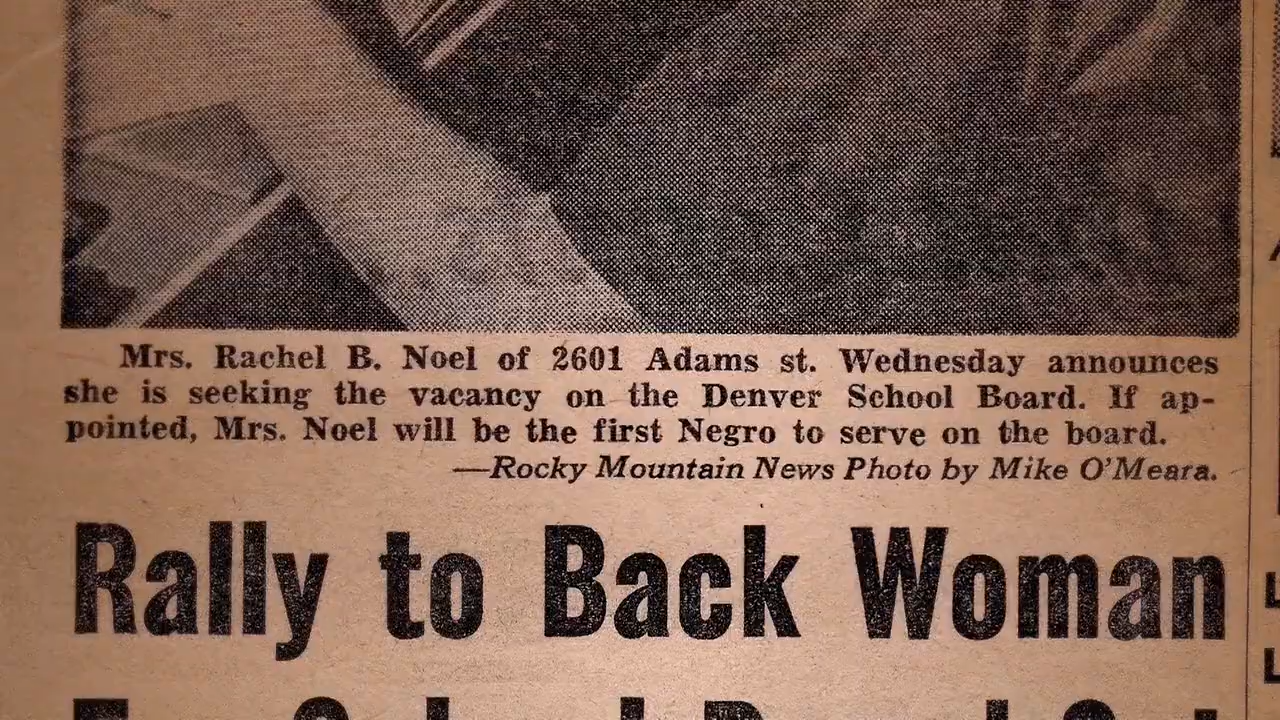 Mrs. Rachel B. Noel of 2601 Adams st. Wednesday announces
she is seeking the vacancy on the Denver School Board. If ap-
pointed, Mrs. Noel will be the first Negro to serve on the board.
—Rocky Mountain News Photo by Mike O'Meara.
Rally to Back Woman